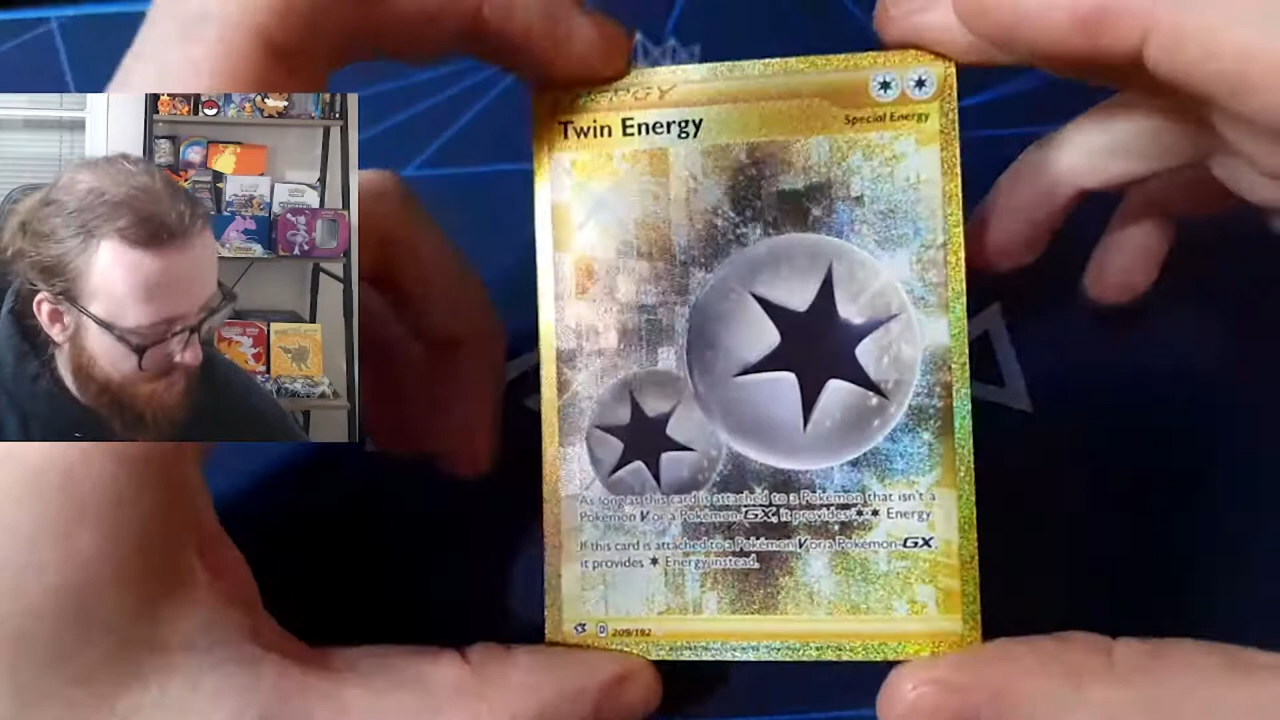 ENERGY
Twin Energy
Special Energy
As long as this card is attached to a Pokémon that isn't a
Pokémon V or a Pokémon-GX, it provides Energy
If this card is attached to a Pokémon V or a Pokémon-GX,
it provides Energy instead.
D 209/192